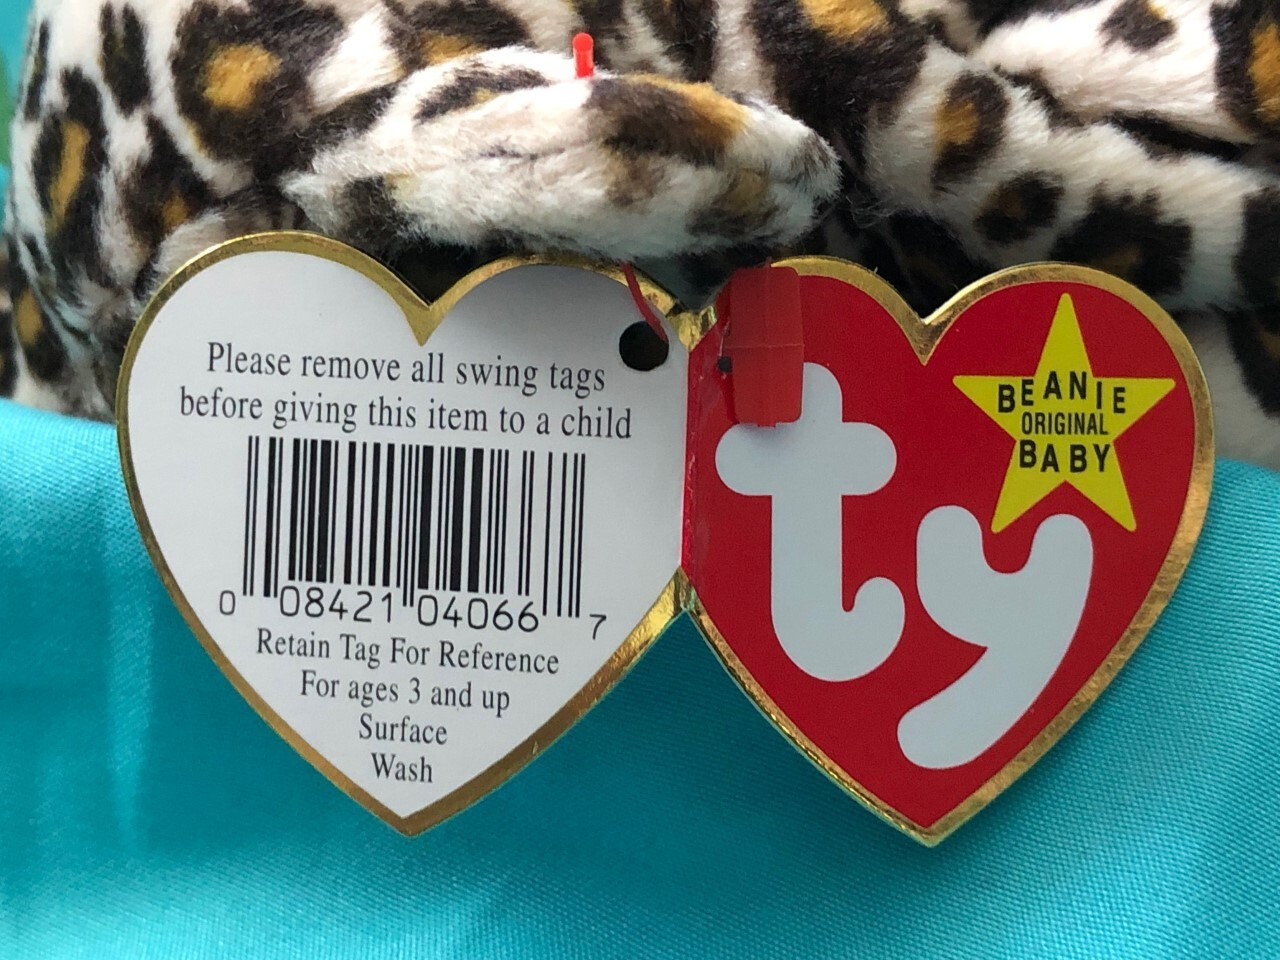 Please remove all swing tags
before giving this item to a child
0 08421 04066 7
Retain Tag For Reference
For ages 3 and up
Surface
Wash
ty
BEANIE
ORIGINAL
BABY